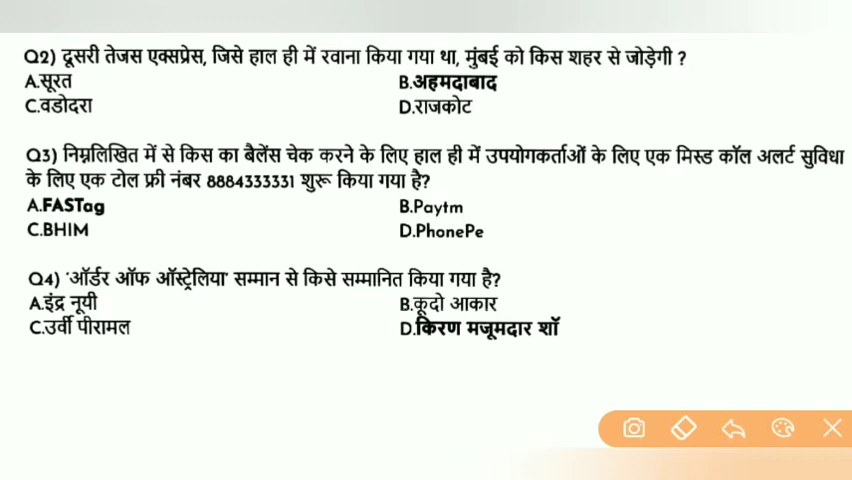 Q2) दूसरी तेजस एक्सप्रेस, जिसे हाल ही में रवाना किया गया था, मुंबई को किस शहर से जोड़ेगी ?
A.सूरत B.अहमदाबाद
C.वडोदरा D.राजकोट
Q3) निम्नलिखित में से किस का बैलेंस चेक करने के लिए हाल ही में उपयोगकर्ताओं के लिए एक मिस्ड कॉल अलर्ट सुविधा
के लिए एक टोल फ्री नंबर 8884333331 शुरू किया गया है?
A.FASTag B.Paytm
C.BHIM D.PhonePe
Q4) 'ऑर्डर ऑफ ऑस्ट्रेलिया' सम्मान से किसे सम्मानित किया गया है?
A.इंद्र नूयी B.कूदो आकार
C.उर्वी पीरामल D.किरण मजूमदार शॉ